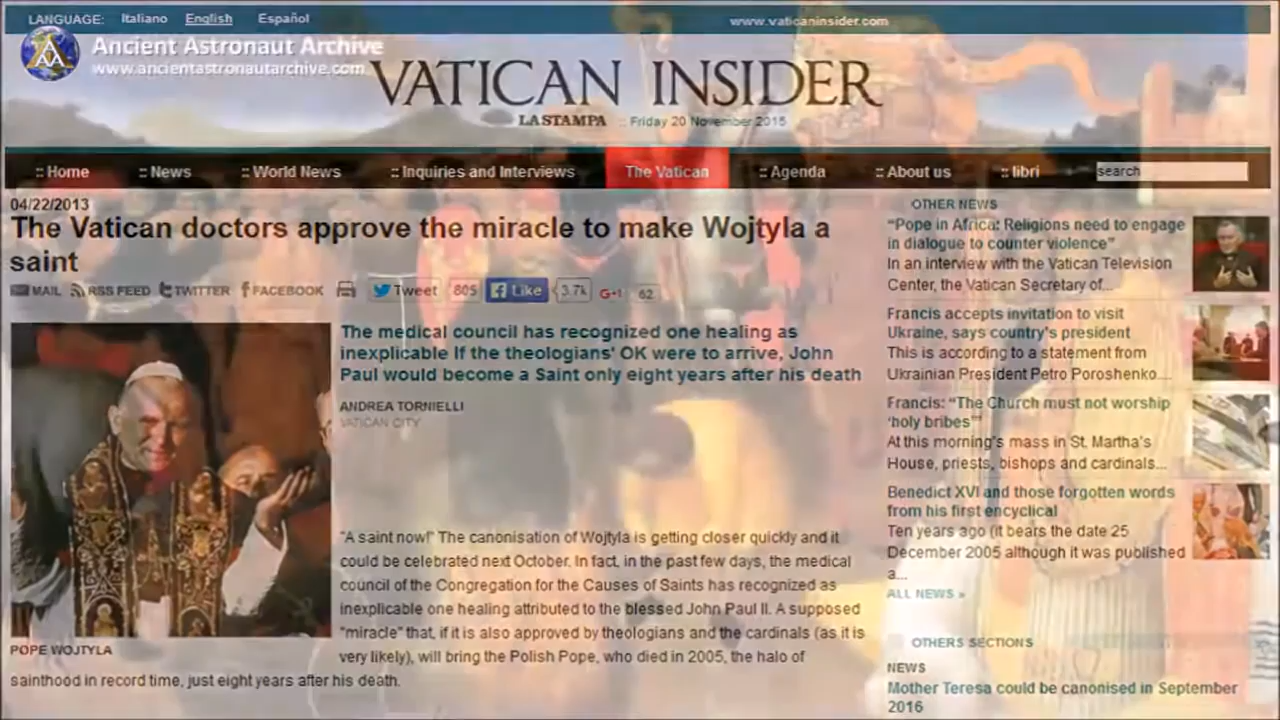 LANGUAGE: Italiano English Español
www.vaticaninsider.com
Ancient Astronaut Archive
www.ancientastronautarchive.com
VATICAN INSIDER
LA STAMPA :: Friday 20 November 2015
:: Home :: News :: World News :: Inquiries and Interviews The Vatican :: Agenda :: About us :: libri search
04/22/2013
The Vatican doctors approve the miracle to make Wojtyla a
saint
MAIL RSS FEED TWITTER FACEBOOK Tweet 805 Like 3.7k G+1 62
The medical council has recognized one healing as
inexplicable If the theologians' OK were to arrive, John
Paul would become a Saint only eight years after his death
ANDREA TORNIELLI
VATICAN CITY
"A saint now!" The canonisation of Wojtyla is getting closer quickly and it
could be celebrated next October. In fact, in the past few days, the medical
council of the Congregation for the Causes of Saints has recognized as
inexplicable one healing attributed to the blessed John Paul II. A supposed
"miracle" that, if it is also approved by theologians and the cardinals (as it is
very likely), will bring the Polish Pope, who died in 2005, the halo of
sainthood in record time, just eight years after his death.
POPE WOJTYLA
OTHER NEWS
"Pope in Africa: Religions need to engage
in dialogue to counter violence"
In an interview with the Vatican Television
Center, the Vatican Secretary of...
Francis accepts invitation to visit
Ukraine, says country's president
This is according to a statement from
Ukrainian President Petro Poroshenko....
Francis: "The Church must not worship
'holy bribes'"
At this morning's mass in St. Martha's
House, priests, bishops and cardinals...
Benedict XVI and those forgotten words
from his first encyclical
Ten years ago (it bears the date 25
December 2005 although it was published
a...
ALL NEWS »
OTHERS SECTIONS
NEWS
Mother Teresa could be canonised in September
2016